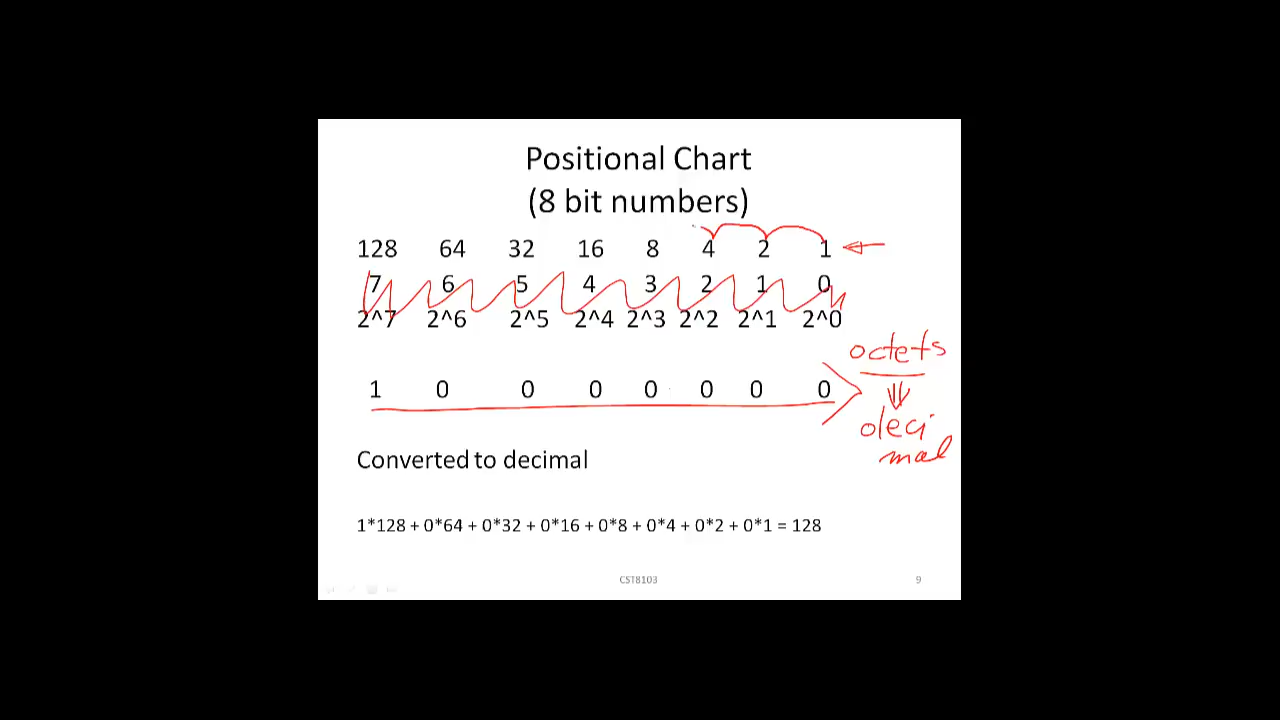 Positional Chart
(8 bit numbers)
128 64 32 16 8 4 2 1
7 6 5 4 3 2 1 0
2^7 2^6 2^5 2^4 2^3 2^2 2^1 2^0
octets
1 0 0 0 0 0 0 0
deci
mal
Converted to decimal
1*128 + 0*64 + 0*32 + 0*16 + 0*8 + 0*4 + 0*2 + 0*1 = 128
CST8103 9